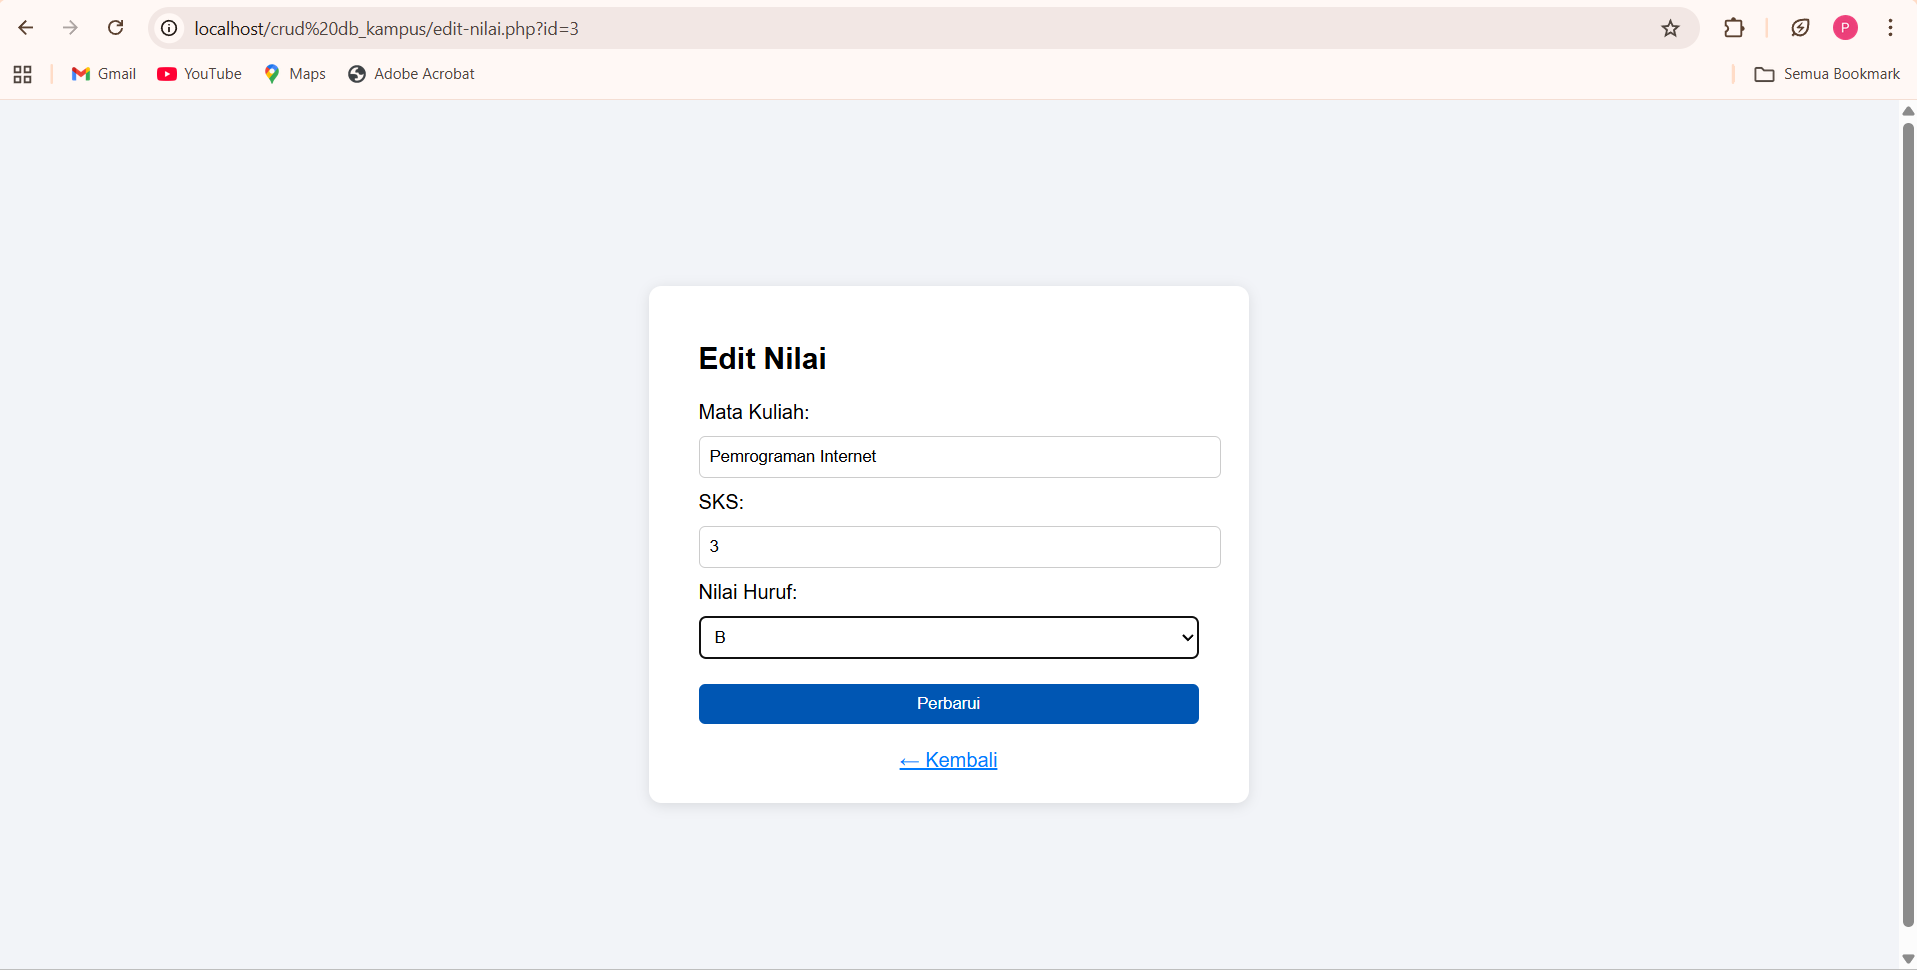 localhost/crud%20db_kampus/edit-nilai.php?id=3
P
Gmail YouTube Maps Adobe Acrobat Semua Bookmark
Edit Nilai
Mata Kuliah:
Pemrograman Internet
SKS:
3
Nilai Huruf:
B
Perbarui
← Kembali